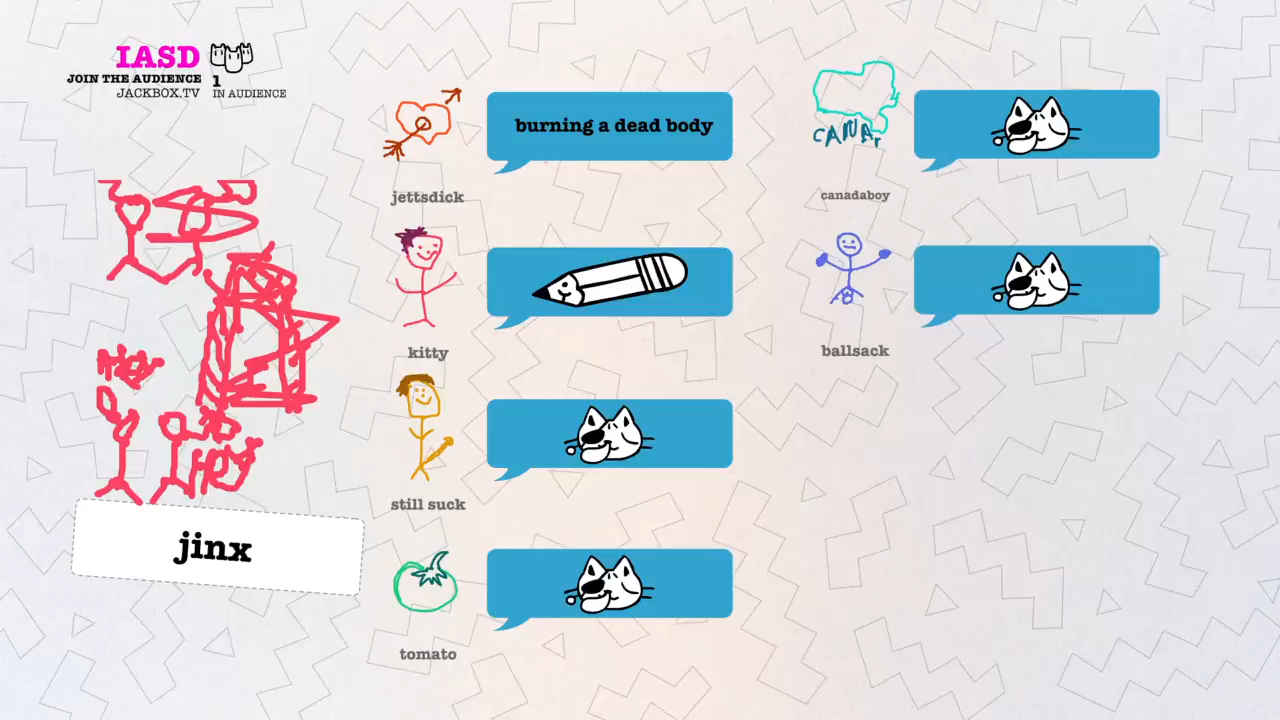 IASD
JOIN THE AUDIENCE
JACKBOX.TV
1
IN AUDIENCE
burning a dead body
jettsdick
canadaboy
kitty
ballsack
still suck
jinx
tomato